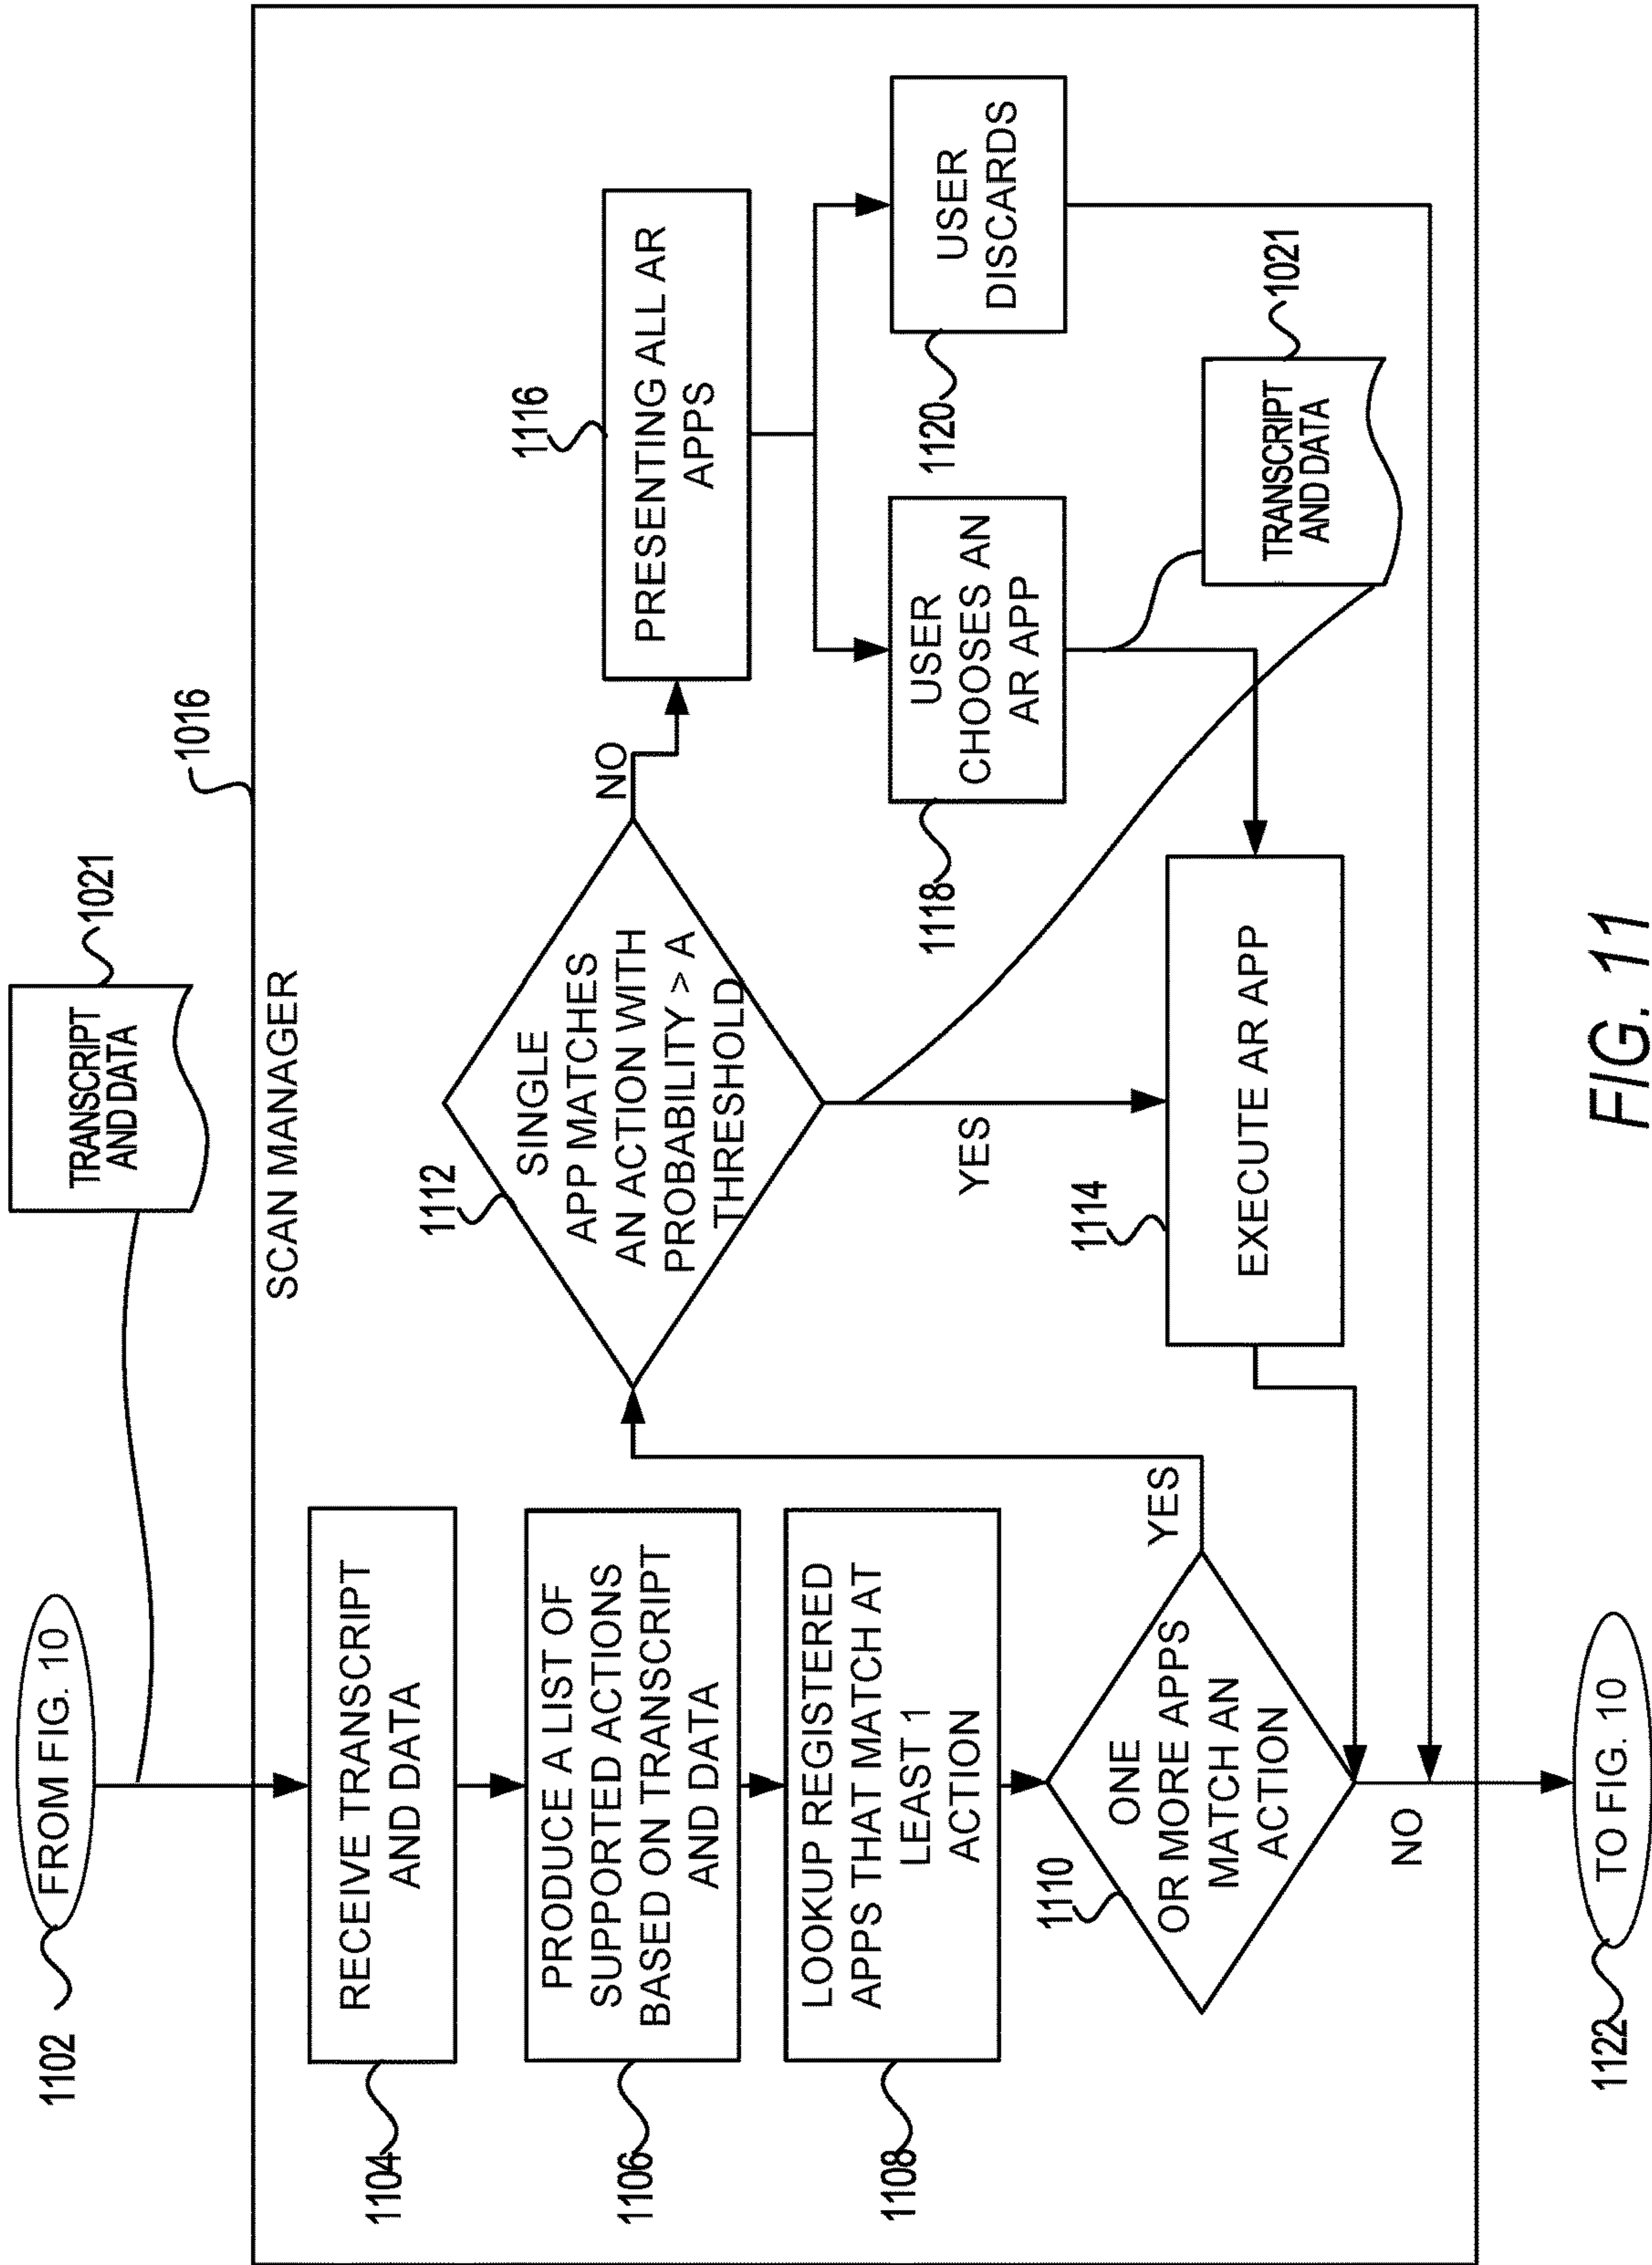 1102
FROM FIG. 10
TRANSCRIPT
AND DATA
1021
1016
SCAN MANAGER
1104
RECEIVE TRANSCRIPT
AND DATA
1106
PRODUCE A LIST OF
SUPPORTED ACTIONS
BASED ON TRANSCRIPT
AND DATA
1108
LOOKUP REGISTERED
APPS THAT MATCH AT
LEAST 1
ACTION
1110
ONE
OR MORE APPS
MATCH AN
ACTION
YES
NO
1112
SINGLE
APP MATCHES
AN ACTION WITH
PROBABILITY > A
THRESHOLD
NO
YES
1116
PRESENTING ALL AR
APPS
1118
USER
CHOOSES AN
AR APP
1120
USER
DISCARDS
TRANSCRIPT
AND DATA
1021
1114
EXECUTE AR APP
1122
TO FIG. 10
FIG. 11